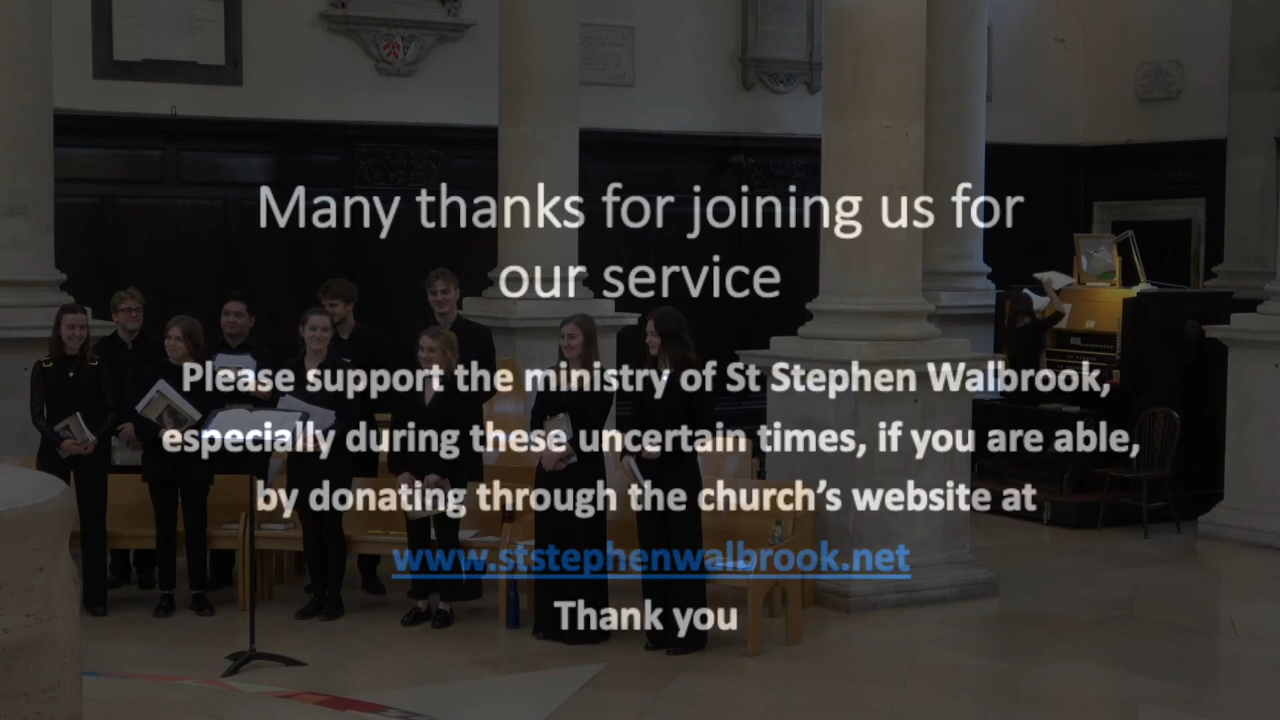 Many thanks for joining us for
our service
Please support the ministry of St Stephen Walbrook,
especially during these uncertain times, if you are able,
by donating through the church’s website at
www.ststephenwalbrook.net
Thank you